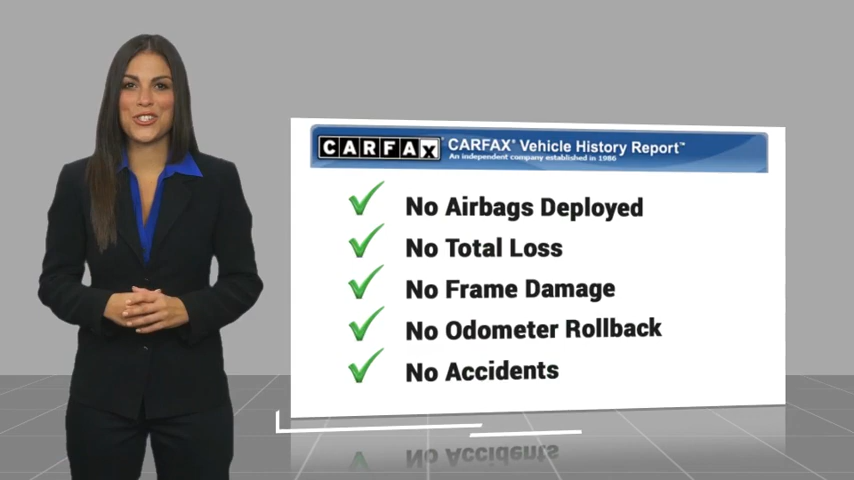 CARFAX
CARFAX® Vehicle History Report™
An independent company established in 1986
No Airbags Deployed
No Total Loss
No Frame Damage
No Odometer Rollback
No Accidents
No Accidents